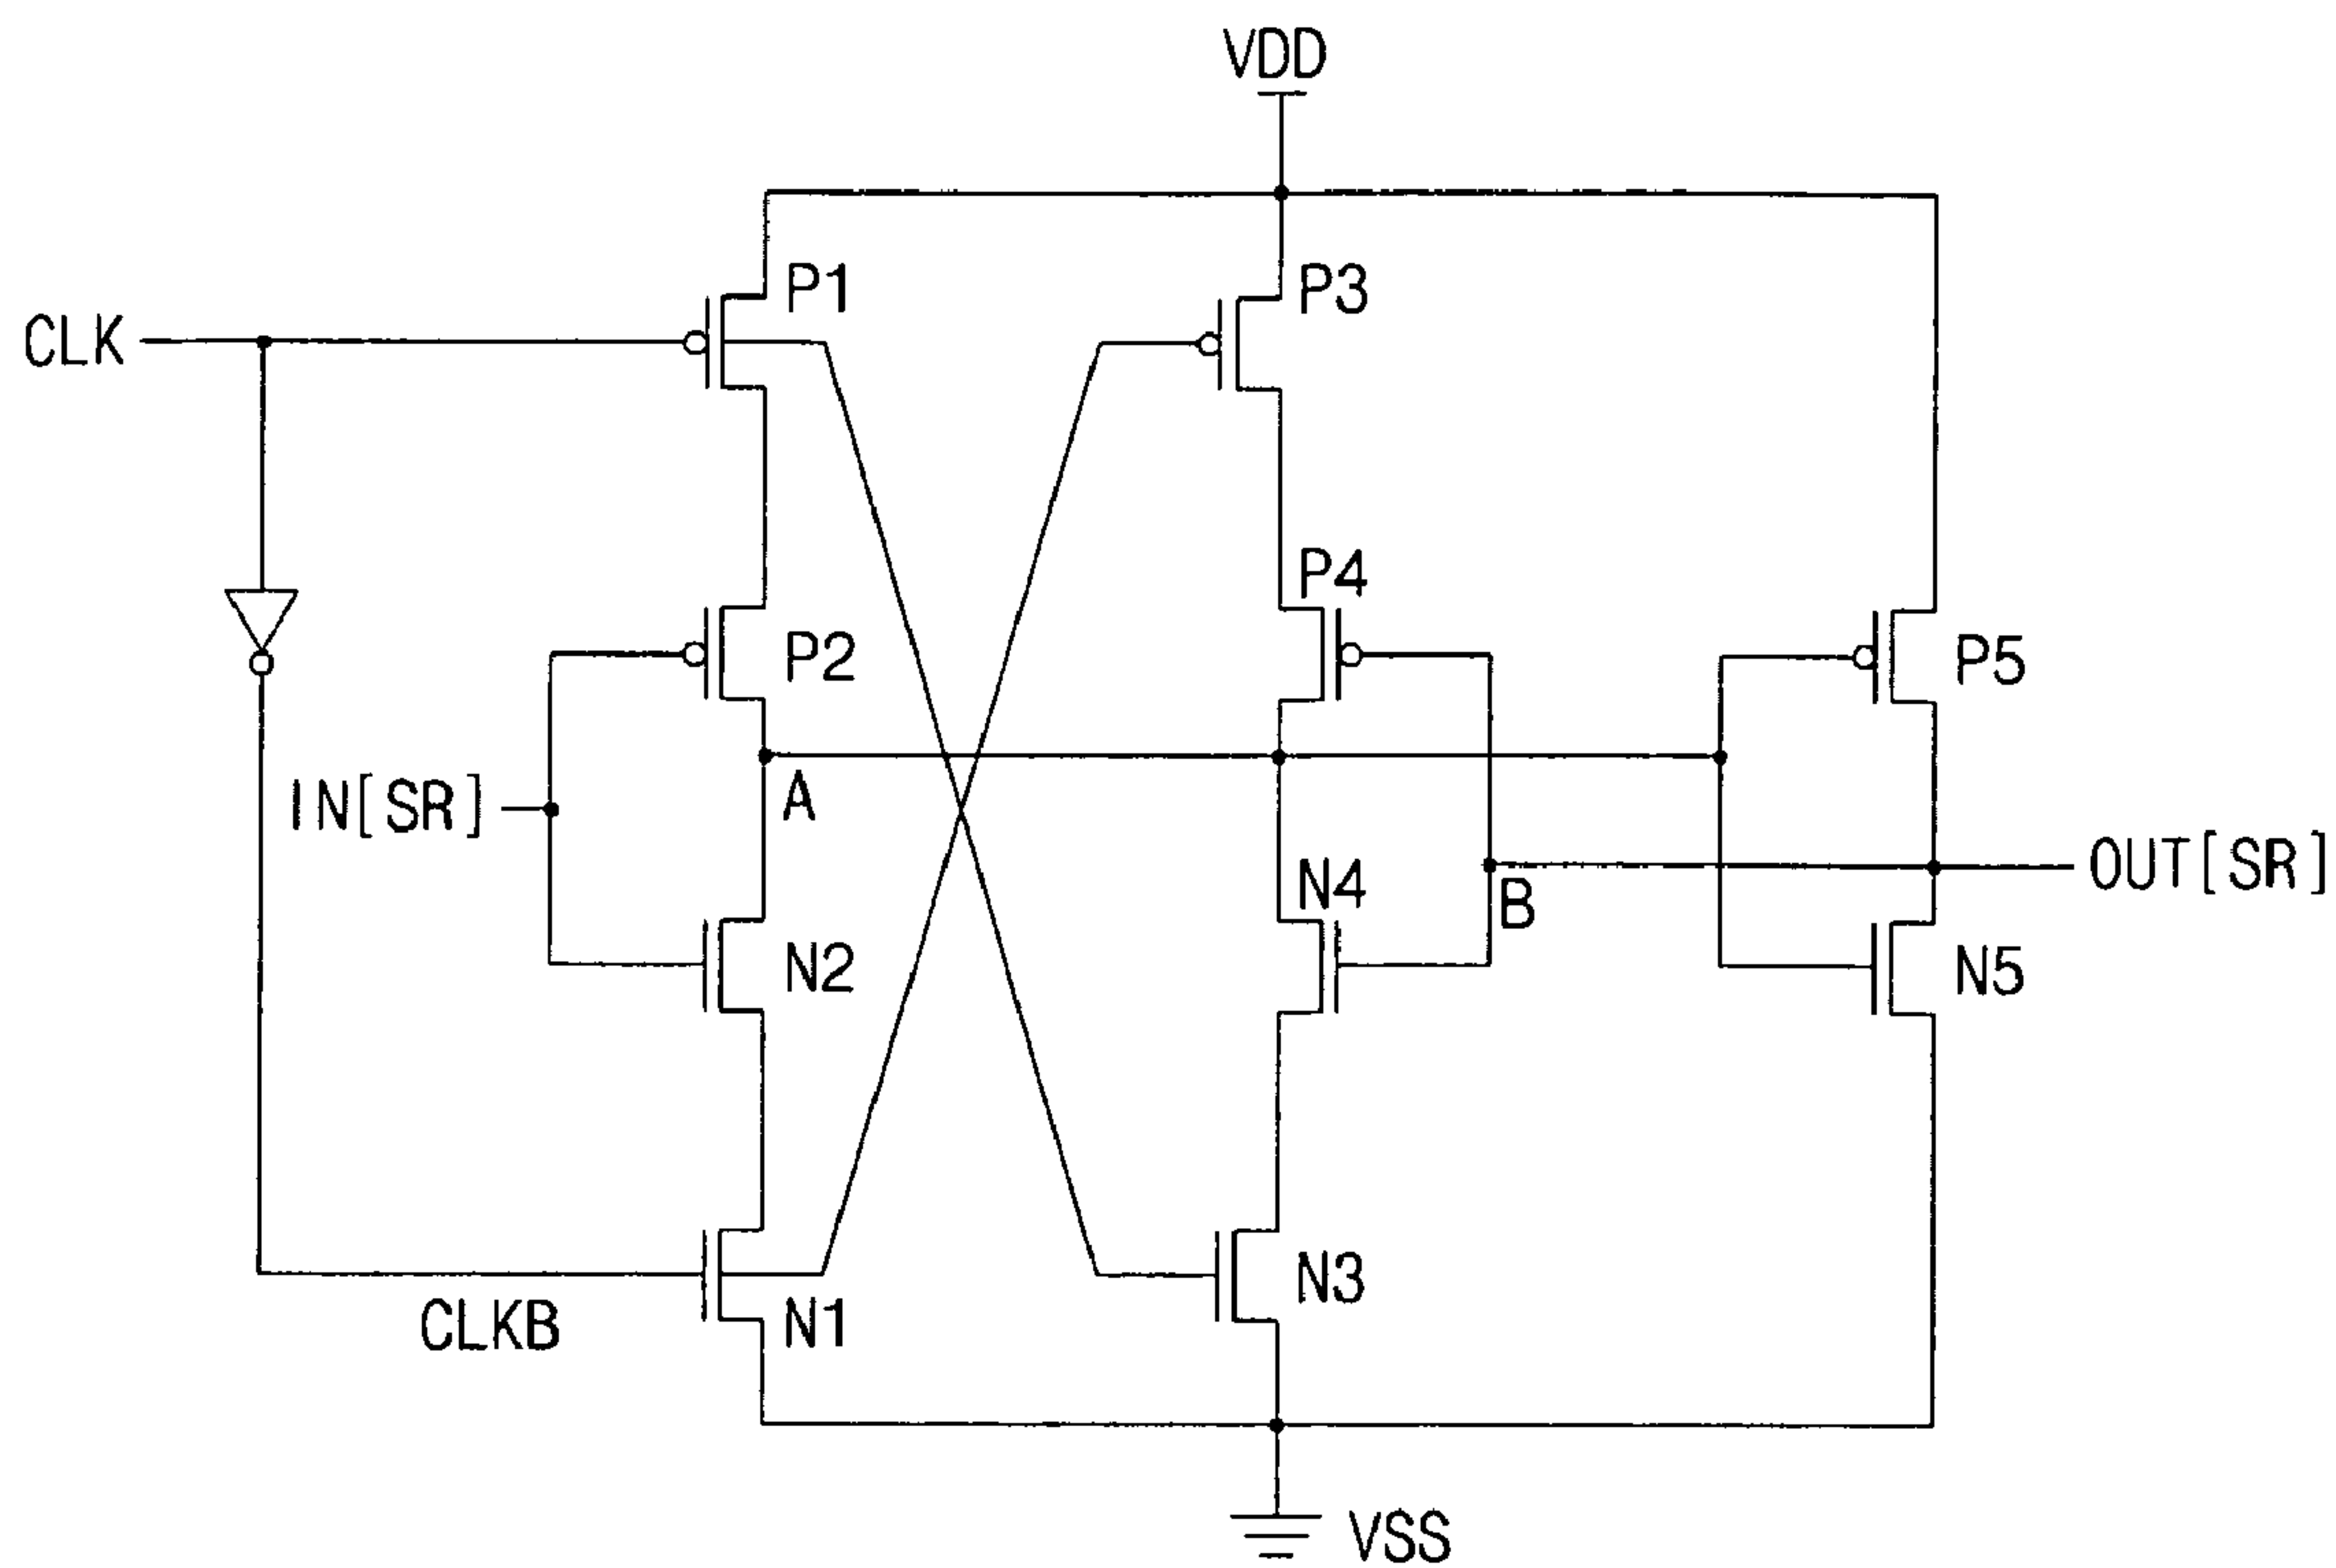 VDD
P1
P3
CLK
P4
P2
P5
IN[SR]
A
N4
B
OUT[SR]
N2
N5
N3
CLKB
N1
VSS